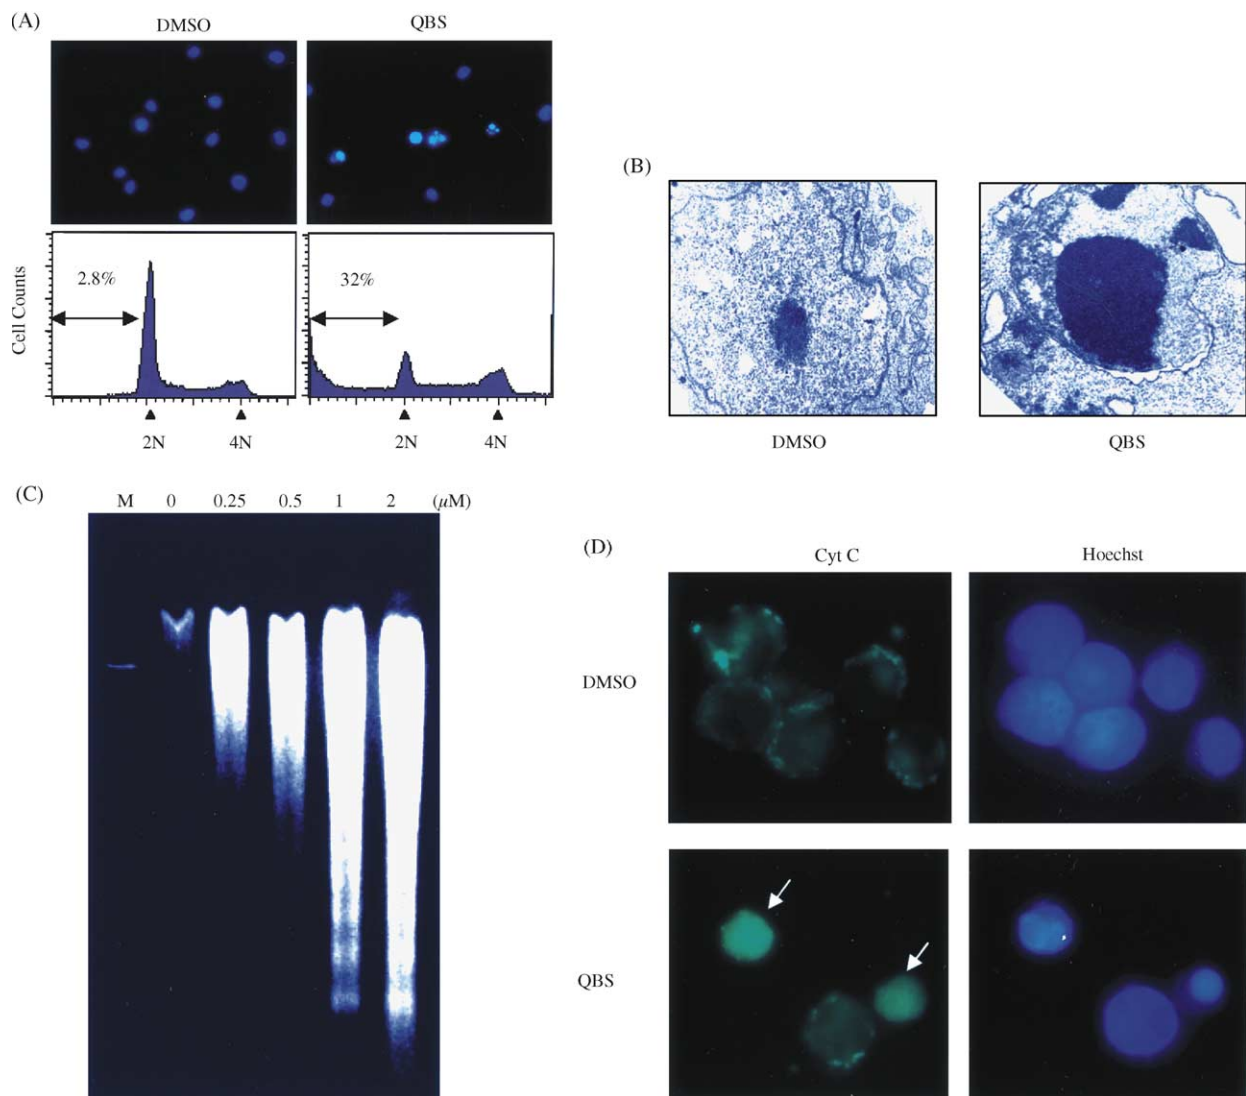 (A)
DMSO
QBS
Cell Counts
2.8%
32%
2N
4N
2N
4N
(B)
DMSO
QBS
(C)
M 0 0.25 0.5 1 2 (μM)
(D)
Cyt C
Hoechst
DMSO
QBS